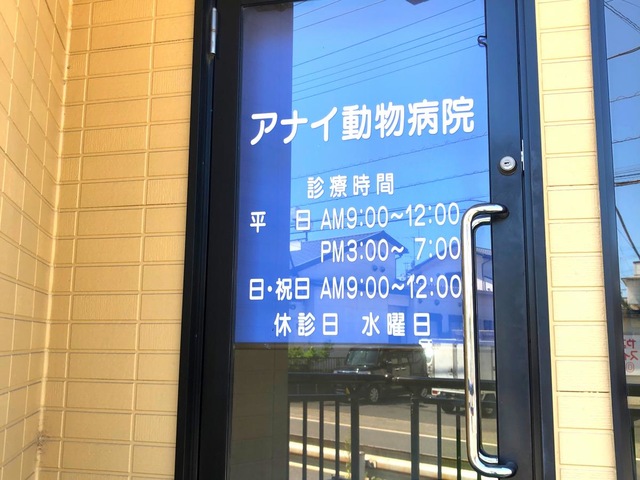 アナイ動物病院
診療時間
平 日 AM9:00~12:00
PM3:00~ 7:00
日・祝日 AM9:00~12:00
休診日 水曜日